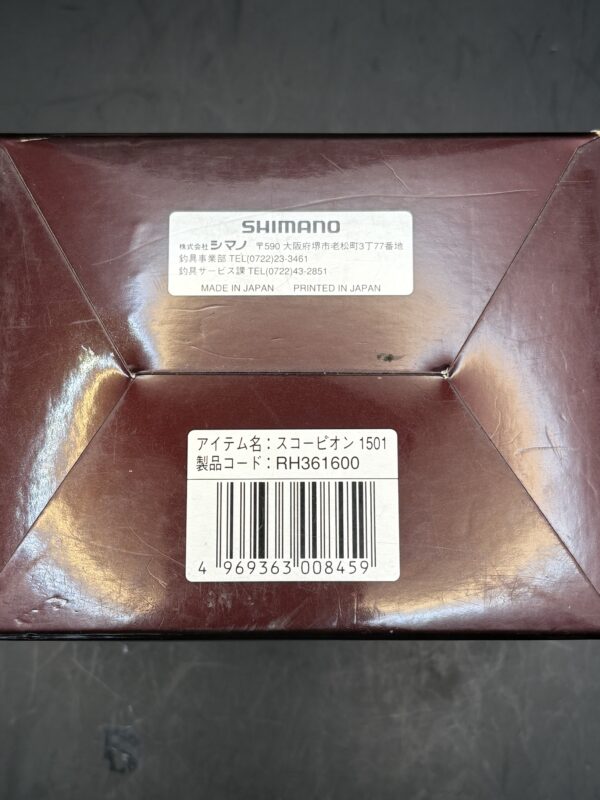 SHIMANO
株式会社シマノ 〒590 大阪府堺市老松町3丁77番地
釣具事業部 TEL(0722)23-3461
釣具サービス課 TEL(0722)43-2851
MADE IN JAPAN PRINTED IN JAPAN
アイテム名：スコーピオン 1501
製品コード：RH361600
4 969363 008459